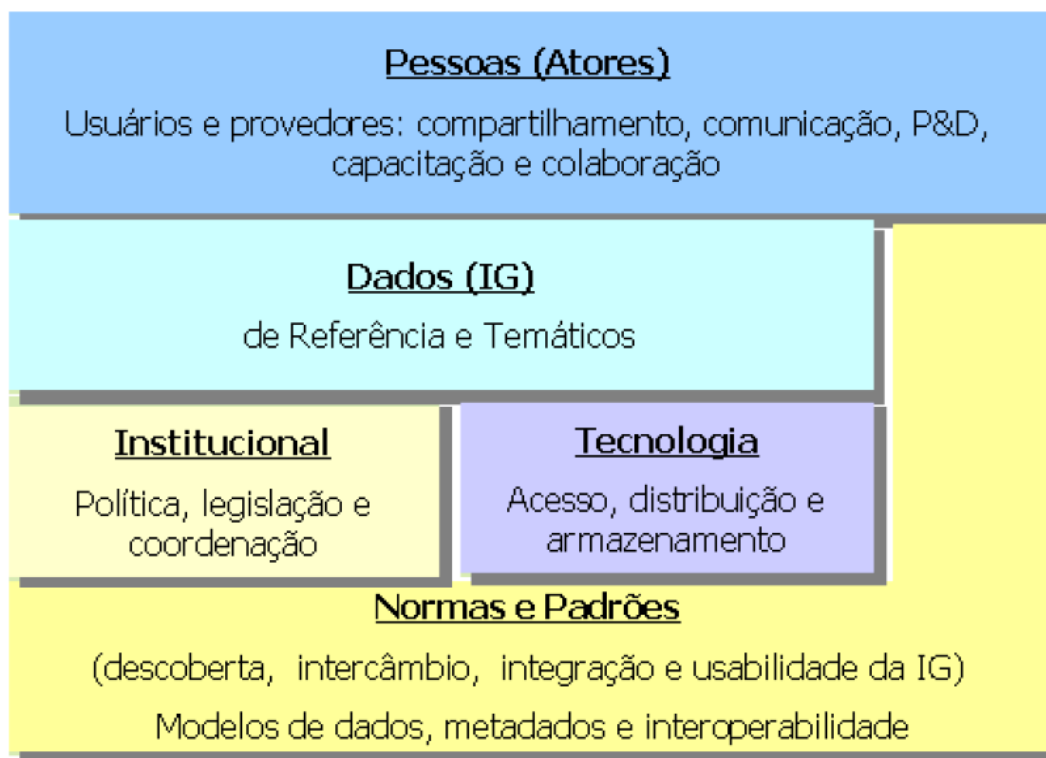 Pessoas (Atores)
Usuários e provedores: compartilhamento, comunicação, P&D,
capacitação e colaboração
Dados (IG)
de Referência e Temáticos
Institucional
Política, legislação e
coordenação
Tecnologia
Acesso, distribuição e
armazenamento
Normas e Padrões
(descoberta, intercâmbio, integração e usabilidade da IG)
Modelos de dados, metadados e interoperabilidade